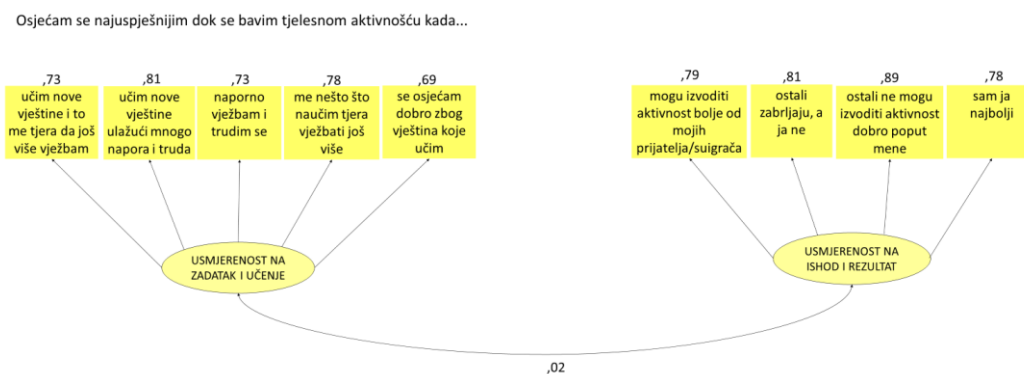 Osjećam se najuspješnijim dok se bavim tjelesnom aktivnošću kada...
,73
učim nove
vještine i to
me tjera da još
više vježbam
,81
učim nove
vještine
ulažući mnogo
napora i truda
,73
naporno
vježbam i
trudim se
,78
me nešto što
naučim tjera
vježbati još
više
,69
se osjećam
dobro zbog
vještina koje
učim
,79
mogu izvoditi
aktivnost bolje od
mojih
prijatelja/suigrača
,81
ostali
zabrljaju, a
ja ne
,89
ostali ne mogu
izvoditi aktivnost
dobro poput
mene
,78
sam ja
najbolji
USMJERENOST NA
ZADATAK I UČENJE
USMJERENOST NA
ISHOD I REZULTAT
,02